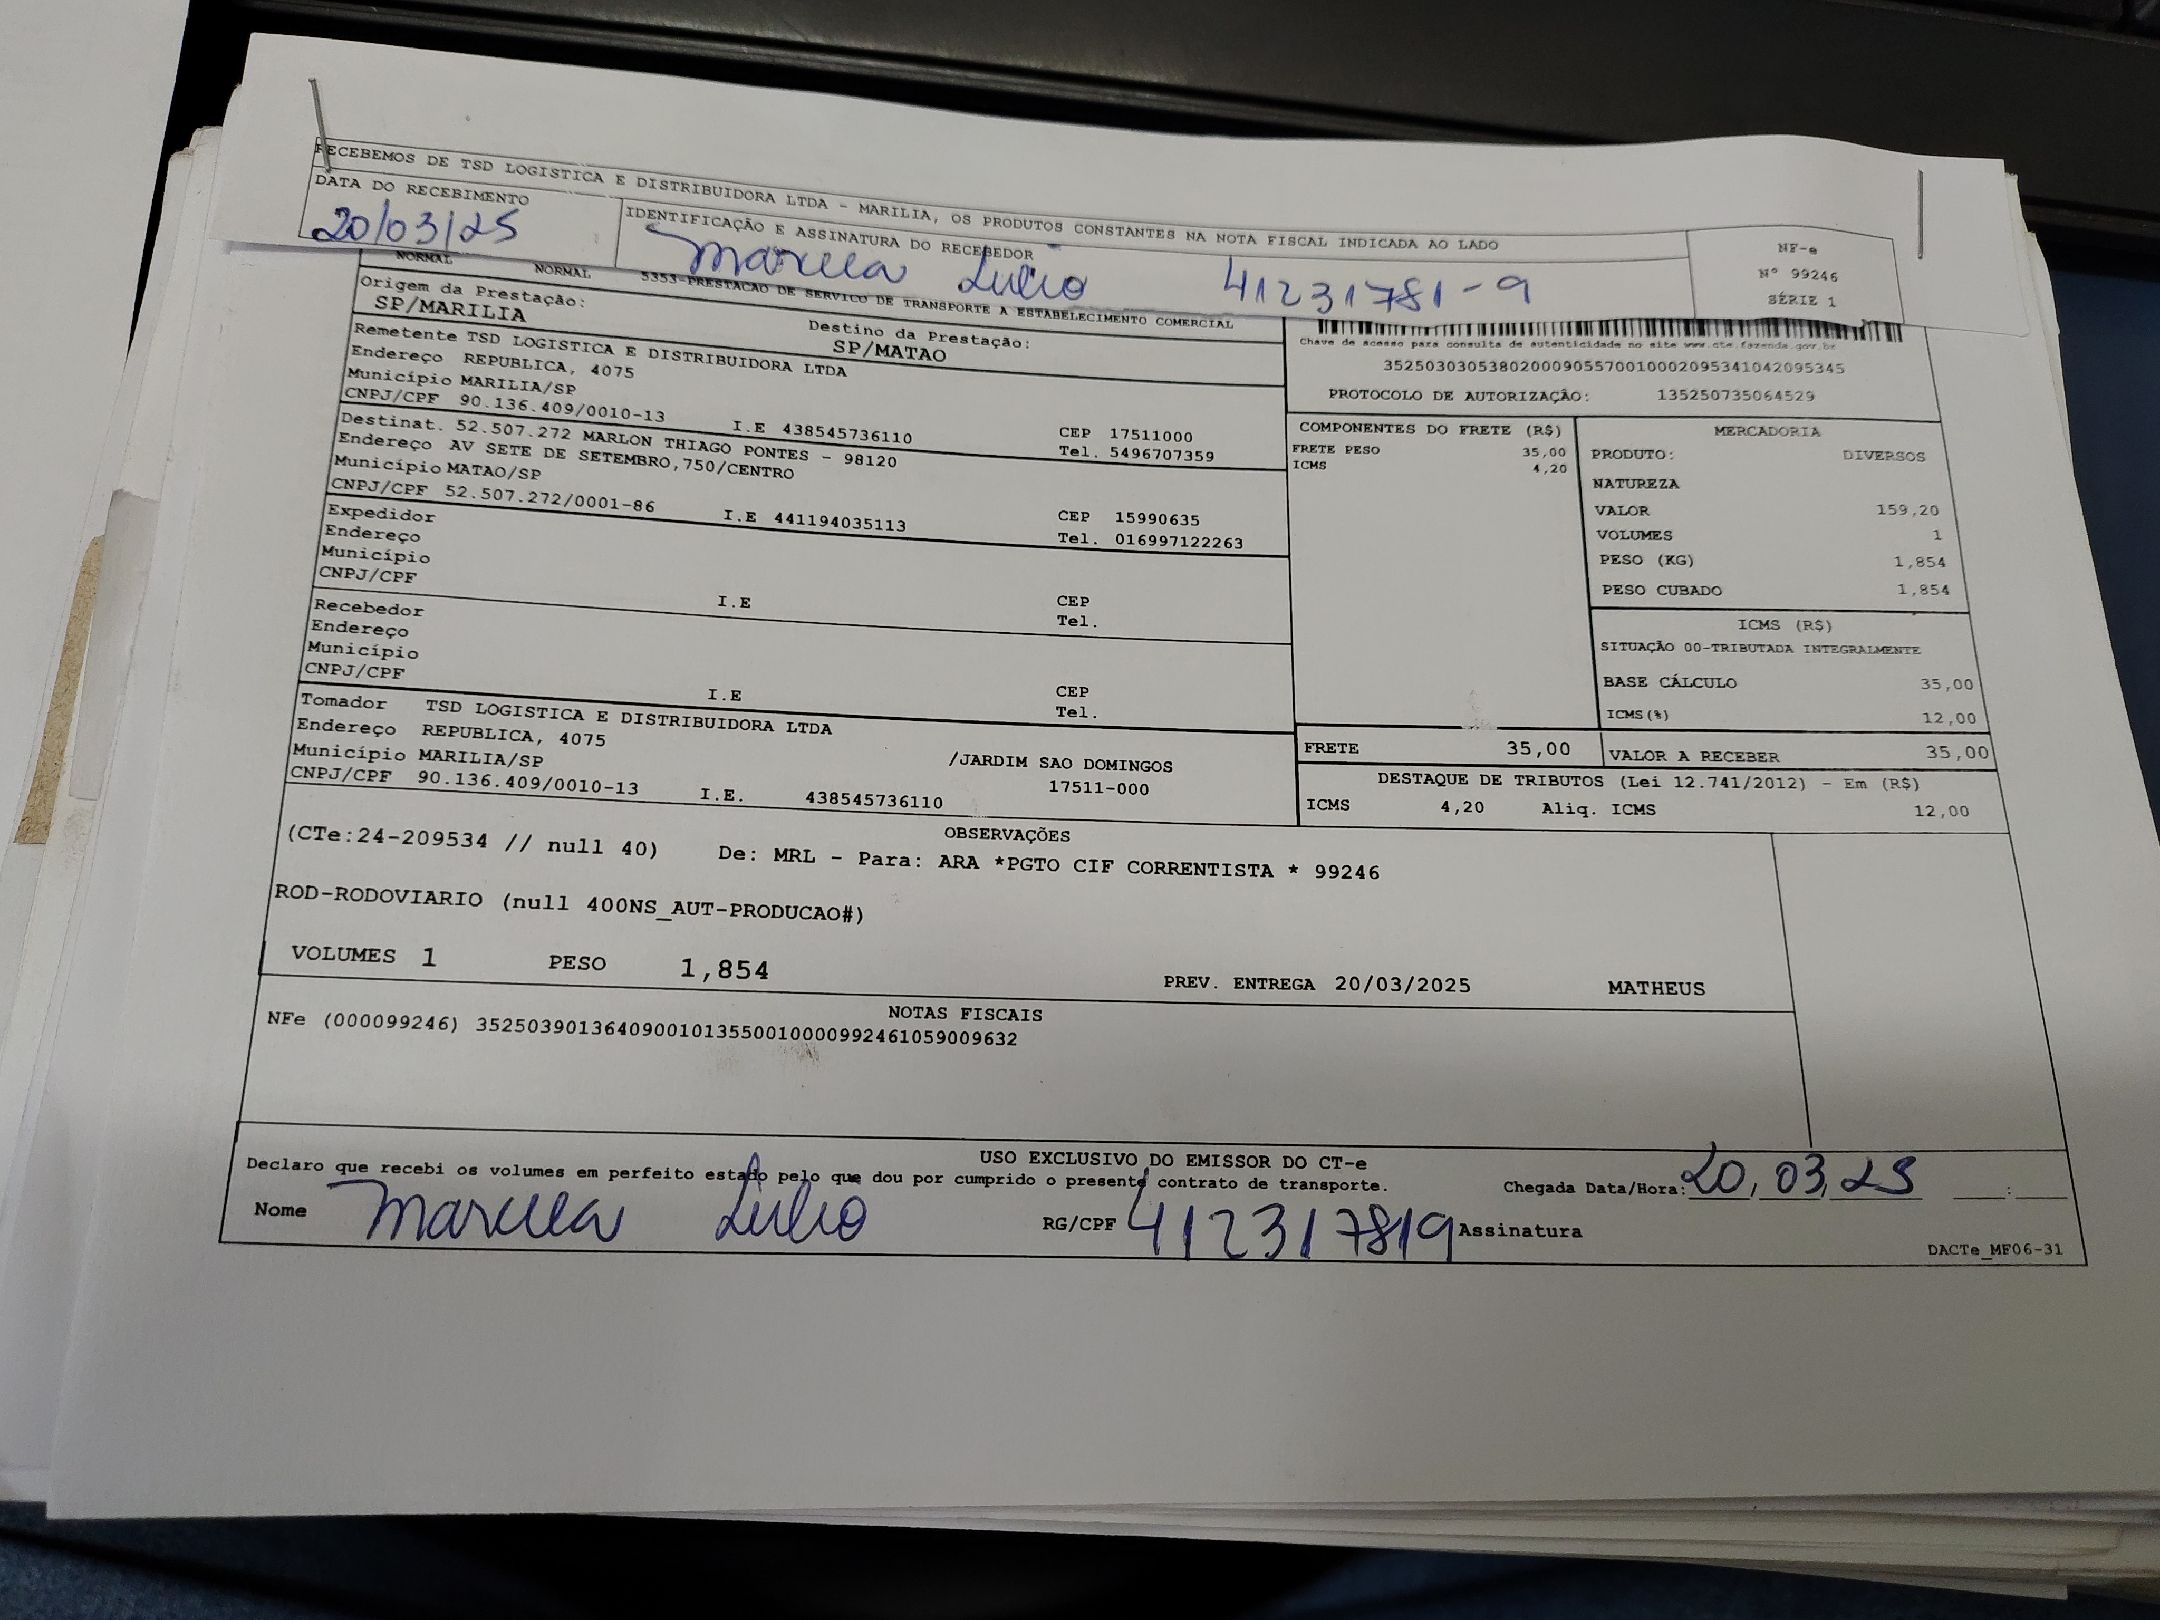 RECEBEMOS DE TSD LOGISTICA E DISTRIBUIDORA LTDA - MARILIA, OS PRODUTOS CONSTANTES NA NOTA FISCAL INDICADA AO LADO
DATA DO RECEBIMENTO
20/03/25
IDENTIFICAÇÃO E ASSINATURA DO RECEBEDOR
41231781-9
NF-e
Nº 99246
SÉRIE 1
NORMAL NORMAL 5353-PRESTACAO DE SERVICO DE TRANSPORTE A ESTABELECIMENTO COMERCIAL
Origem da Prestação:
SP/MARILIA
Destino da Prestação:
SP/MATAO
Remetente TSD LOGISTICA E DISTRIBUIDORA LTDA
Endereço REPUBLICA, 4075
Município MARILIA/SP
CNPJ/CPF 90.136.409/0010-13 I.E 438545736110
CEP 17511000
Tel. 5496707359
Destinat. 52.507.272 MARLON THIAGO PONTES - 98120
Endereço AV SETE DE SETEMBRO,750/CENTRO
Município MATAO/SP
CNPJ/CPF 52.507.272/0001-86 I.E 441194035113
CEP 15990635
Tel. 016997122263
Expedidor
Endereço
Município
CNPJ/CPF I.E
CEP
Tel.
Recebedor
Endereço
Município
CNPJ/CPF I.E
CEP
Tel.
Tomador TSD LOGISTICA E DISTRIBUIDORA LTDA
Endereço REPUBLICA, 4075 /JARDIM SAO DOMINGOS
Município MARILIA/SP 17511-000
CNPJ/CPF 90.136.409/0010-13 I.E. 438545736110
Chave de acesso para consulta de autenticidade no site www.cte.fazenda.gov.br
35250303053802000905570010002095341042095345
PROTOCOLO DE AUTORIZAÇÃO: 135250735064529
COMPONENTES DO FRETE (R$)
FRETE PESO 35,00
ICMS 4,20
MERCADORIA
PRODUTO: DIVERSOS
NATUREZA
VALOR 159,20
VOLUMES 1
PESO (KG) 1,854
PESO CUBADO 1,854
ICMS (R$)
SITUAÇÃO 00-TRIBUTADA INTEGRALMENTE
BASE CÁLCULO 35,00
ICMS(%) 12,00
FRETE 35,00
VALOR A RECEBER 35,00
DESTAQUE DE TRIBUTOS (Lei 12.741/2012) - Em (R$)
ICMS 4,20 Aliq. ICMS 12,00
OBSERVAÇÕES
(CTe:24-209534 // null 40) De: MRL - Para: ARA *PGTO CIF CORRENTISTA * 99246
ROD-RODOVIARIO (null 400NS_AUT-PRODUCAO#)
VOLUMES 1 PESO 1,854 PREV. ENTREGA 20/03/2025 MATHEUS
NOTAS FISCAIS
NFe (000099246) 35250390136409001013550010000992461059009632
USO EXCLUSIVO DO EMISSOR DO CT-e
Declaro que recebi os volumes em perfeito estado pelo que dou por cumprido o presente contrato de transporte.
Chegada Data/Hora: 20, 03, 25 :
Nome RG/CPF 412317819 Assinatura
DACTe_MF06-31